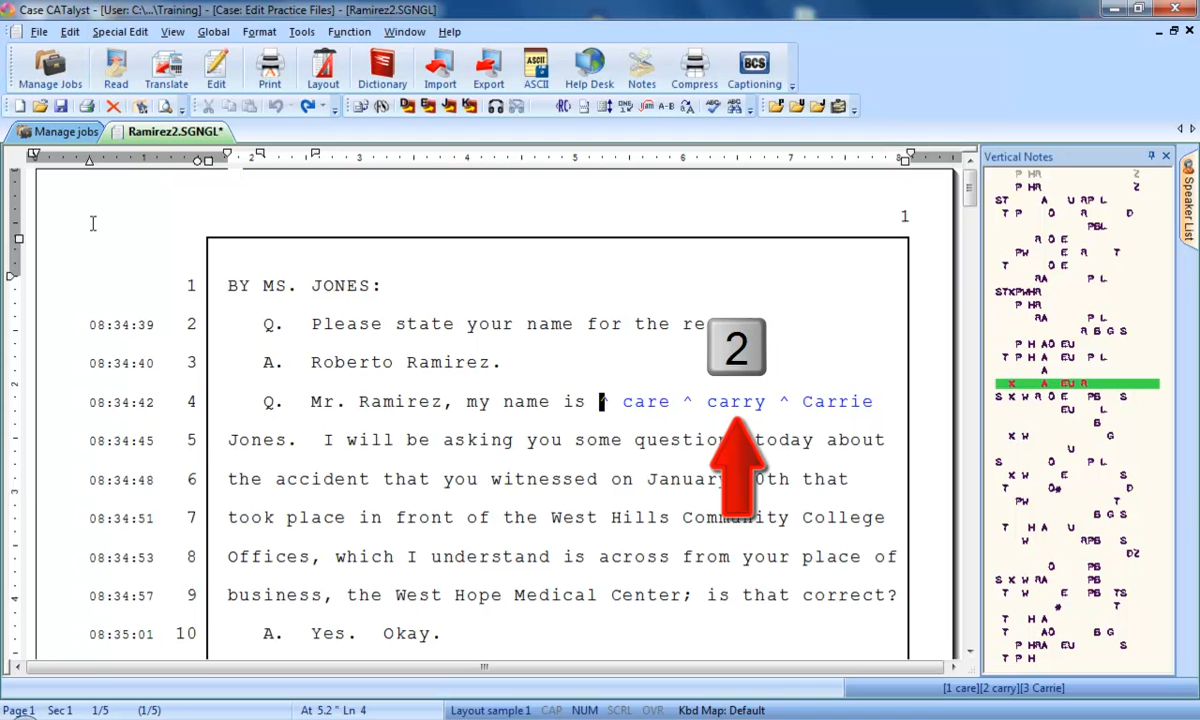 Case CATalyst - [User: C:\...\Training] - [Case: Edit Practice Files] - [Ramirez2.SGNGL*]
File Edit Special Edit View Global Format Tools Function Window Help
Manage Jobs Read Translate Edit Print Layout Dictionary Import Export ASCII Help Desk Notes Compress Captioning
Manage jobs Ramirez2.SGNGL*
Vertical Notes
Speaker List
1
1 BY MS. JONES:
08:34:39 2 Q. Please state your name for the re
2
08:34:40 3 A. Roberto Ramirez.
08:34:42 4 Q. Mr. Ramirez, my name is ^ care ^ carry ^ Carrie
08:34:45 5 Jones. I will be asking you some question today about
08:34:48 6 the accident that you witnessed on January 0th that
08:34:51 7 took place in front of the West Hills Community College
08:34:53 8 Offices, which I understand is across from your place of
08:34:57 9 business, the West Hope Medical Center; is that correct?
08:35:01 10 A. Yes. Okay.
[1 care][2 carry][3 Carrie]
Page1 Sec1 1/5 (1/5) At 5.2" Ln 4 Layout sample1 CAP NUM SCRL OVR Kbd Map: Default